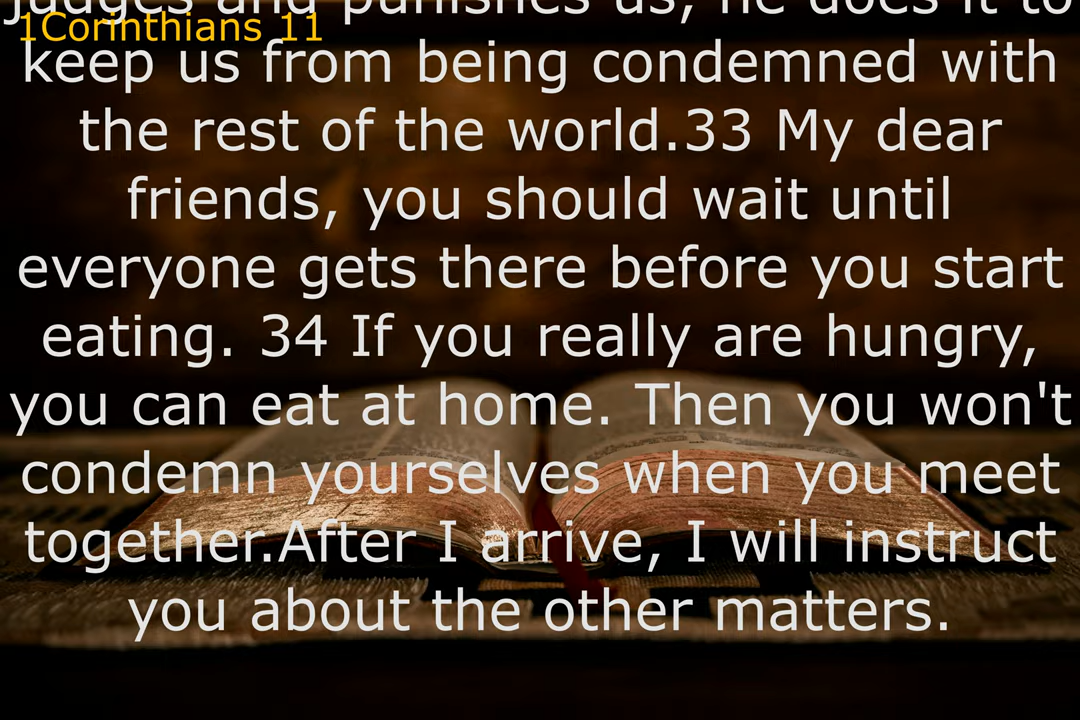 judges and punishes us, he does it to
1Corinthians 11
keep us from being condemned with
the rest of the world.33 My dear
friends, you should wait until
everyone gets there before you start
eating. 34 If you really are hungry,
you can eat at home. Then you won't
condemn yourselves when you meet
together.After I arrive, I will instruct
you about the other matters.